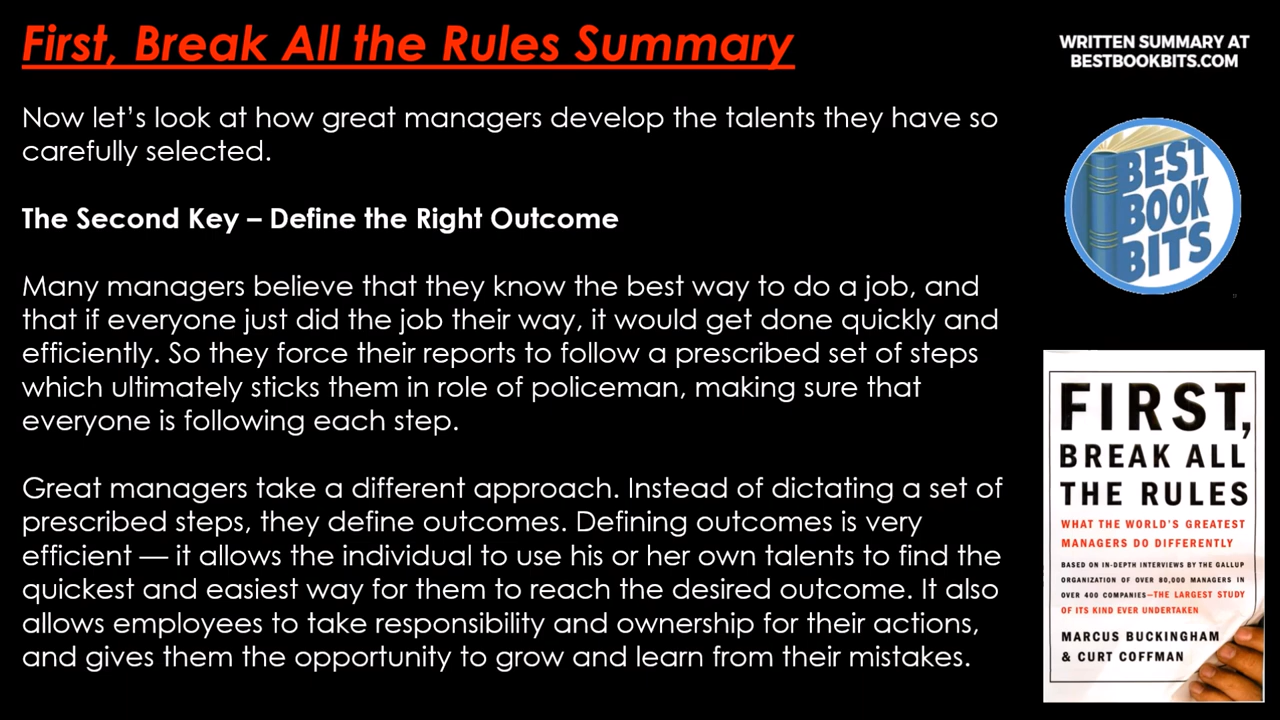 First, Break All the Rules Summary
WRITTEN SUMMARY AT
BESTBOOKBITS.COM
Now let’s look at how great managers develop the talents they have so
carefully selected.
The Second Key – Define the Right Outcome
Many managers believe that they know the best way to do a job, and
that if everyone just did the job their way, it would get done quickly and
efficiently. So they force their reports to follow a prescribed set of steps
which ultimately sticks them in role of policeman, making sure that
everyone is following each step.
Great managers take a different approach. Instead of dictating a set of
prescribed steps, they define outcomes. Defining outcomes is very
efficient — it allows the individual to use his or her own talents to find the
quickest and easiest way for them to reach the desired outcome. It also
allows employees to take responsibility and ownership for their actions,
and gives them the opportunity to grow and learn from their mistakes.
BEST
BOOK
BITS
FIRST,
BREAK ALL
THE RULES
WHAT THE WORLD'S GREATEST
MANAGERS DO DIFFERENTLY
BASED ON IN-DEPTH INTERVIEWS BY THE GALLUP
ORGANIZATION OF OVER 80,000 MANAGERS IN
OVER 400 COMPANIES—THE LARGEST STUDY
OF ITS KIND EVER UNDERTAKEN
MARCUS BUCKINGHAM
& CURT COFFMAN